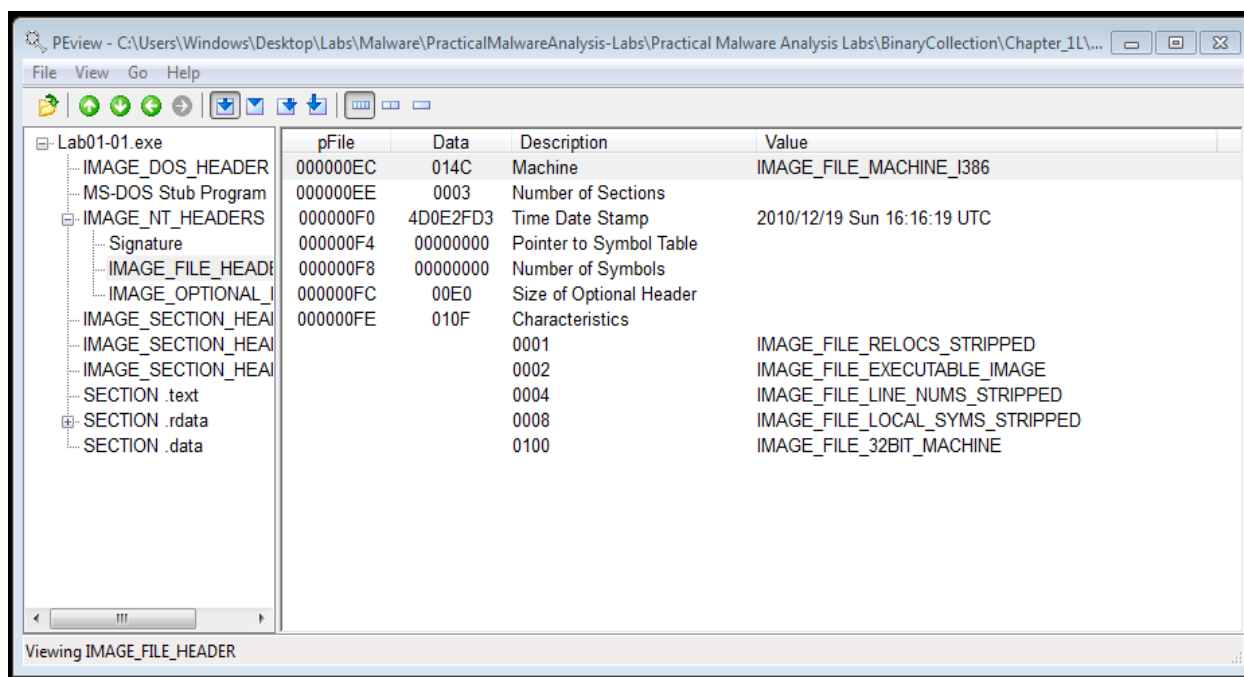 PEview - C:\Users\Windows\Desktop\Labs\Malware\PracticalMalwareAnalysis-Labs\Practical Malware Analysis Labs\BinaryCollection\Chapter_1L\...
File View Go Help
Lab01-01.exe
IMAGE_DOS_HEADER
MS-DOS Stub Program
IMAGE_NT_HEADERS
Signature
IMAGE_FILE_HEADE
IMAGE_OPTIONAL_I
IMAGE_SECTION_HEAI
IMAGE_SECTION_HEAI
IMAGE_SECTION_HEAI
SECTION .text
SECTION .rdata
SECTION .data
pFile Data Description Value
000000EC 014C Machine IMAGE_FILE_MACHINE_I386
000000EE 0003 Number of Sections
000000F0 4D0E2FD3 Time Date Stamp 2010/12/19 Sun 16:16:19 UTC
000000F4 00000000 Pointer to Symbol Table
000000F8 00000000 Number of Symbols
000000FC 00E0 Size of Optional Header
000000FE 010F Characteristics
0001 IMAGE_FILE_RELOCS_STRIPPED
0002 IMAGE_FILE_EXECUTABLE_IMAGE
0004 IMAGE_FILE_LINE_NUMS_STRIPPED
0008 IMAGE_FILE_LOCAL_SYMS_STRIPPED
0100 IMAGE_FILE_32BIT_MACHINE
Viewing IMAGE_FILE_HEADER